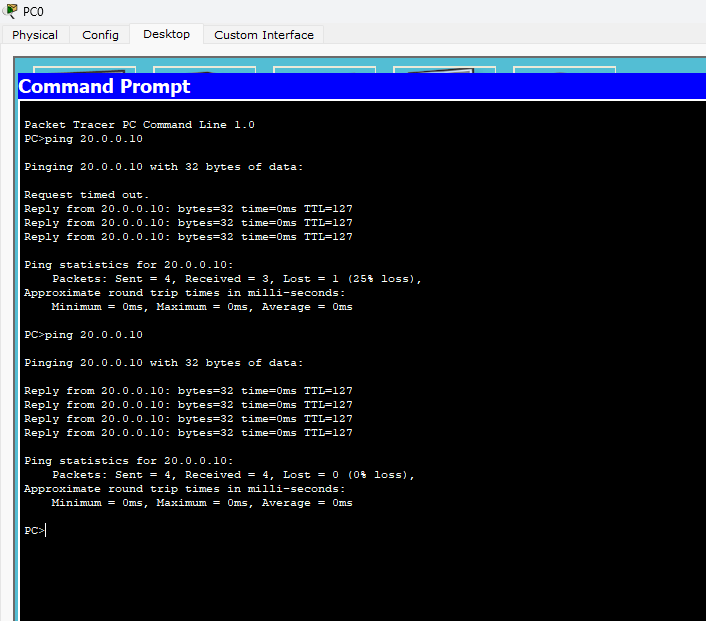 PC0
Physical Config Desktop Custom Interface
Command Prompt
Packet Tracer PC Command Line 1.0
PC>ping 20.0.0.10
Pinging 20.0.0.10 with 32 bytes of data:
Request timed out.
Reply from 20.0.0.10: bytes=32 time=0ms TTL=127
Reply from 20.0.0.10: bytes=32 time=0ms TTL=127
Reply from 20.0.0.10: bytes=32 time=0ms TTL=127
Ping statistics for 20.0.0.10:
    Packets: Sent = 4, Received = 3, Lost = 1 (25% loss),
Approximate round trip times in milli-seconds:
    Minimum = 0ms, Maximum = 0ms, Average = 0ms
PC>ping 20.0.0.10
Pinging 20.0.0.10 with 32 bytes of data:
Reply from 20.0.0.10: bytes=32 time=0ms TTL=127
Reply from 20.0.0.10: bytes=32 time=0ms TTL=127
Reply from 20.0.0.10: bytes=32 time=0ms TTL=127
Reply from 20.0.0.10: bytes=32 time=0ms TTL=127
Ping statistics for 20.0.0.10:
    Packets: Sent = 4, Received = 4, Lost = 0 (0% loss),
Approximate round trip times in milli-seconds:
    Minimum = 0ms, Maximum = 0ms, Average = 0ms
PC>